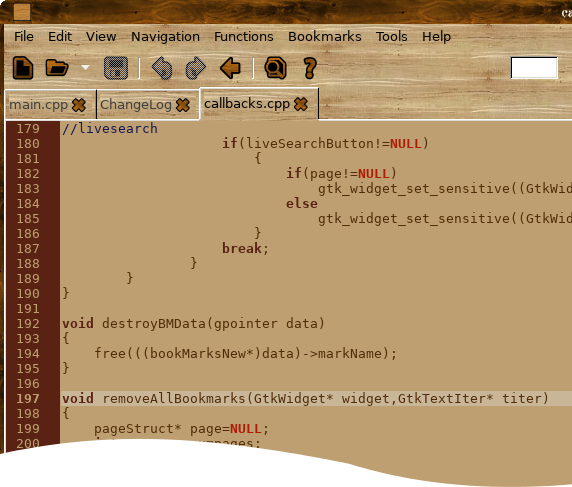 File Edit View Navigation Functions Bookmarks Tools Help
main.cpp ChangeLog callbacks.cpp
179 //livesearch
180 if(liveSearchButton!=NULL)
181 {
182 if(page!=NULL)
183 gtk_widget_set_sensitive((GtkWid
184 else
185 gtk_widget_set_sensitive((GtkWid
186 }
187 break;
188 }
189 }
190 }
191
192 void destroyBMData(gpointer data)
193 {
194 free(((bookMarksNew*)data)->markName);
195 }
196
197 void removeAllBookmarks(GtkWidget* widget,GtkTextIter* titer)
198 {
199 pageStruct* page=NULL;
200